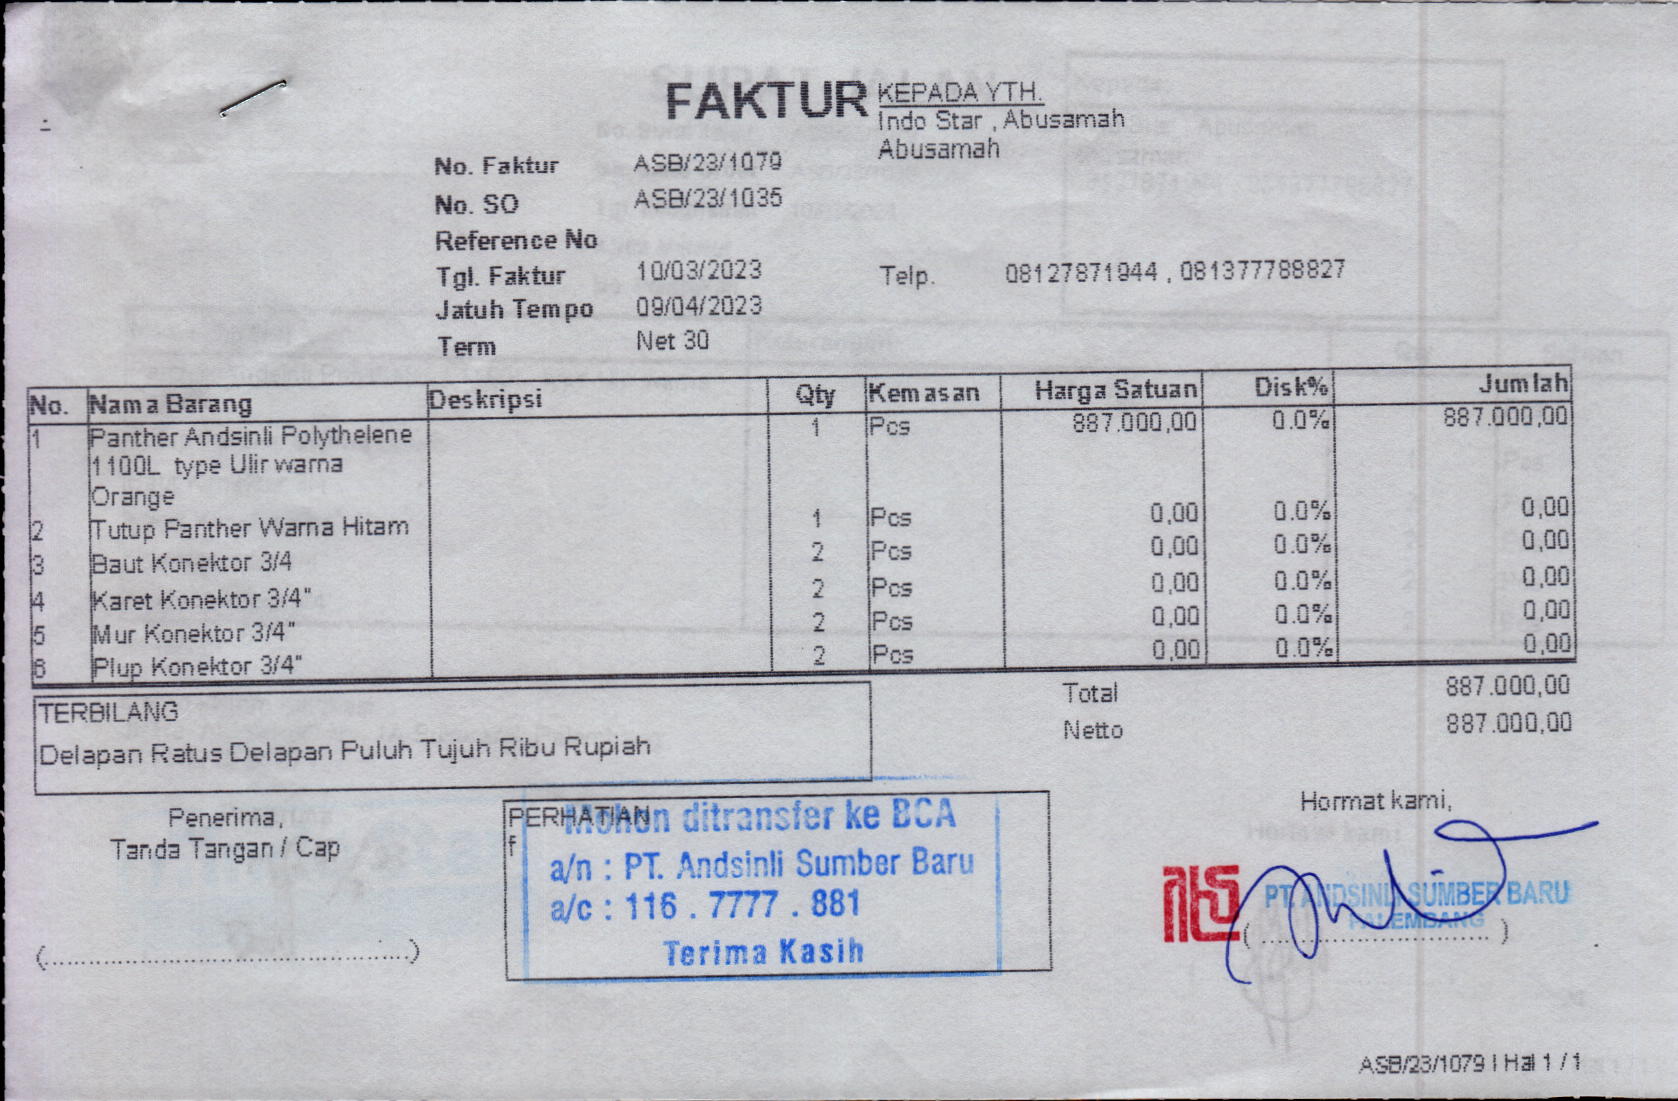 FAKTUR
KEPADA YTH.
Indo Star , Abusamah
Abusamah
No. Faktur ASB/23/1079
No. SO ASB/23/1035
Reference No
Tgl. Faktur 10/03/2023
Telp. 08127871944 , 081377788827
Jatuh Tempo 09/04/2023
Term Net 30
No. Nama Barang Deskripsi Qty Kemasan Harga Satuan Disk% Jumlah
1 Panther Andsinli Polythelene 1 Pcs 887.000,00 0.0% 887.000,00
1100L type Ulir warna
Orange
2 Tutup Panther Warna Hitam 1 Pcs 0,00 0.0% 0,00
3 Baut Konektor 3/4 2 Pcs 0,00 0.0% 0,00
4 Karet Konektor 3/4" 2 Pcs 0,00 0.0% 0,00
5 Mur Konektor 3/4" 2 Pcs 0,00 0.0% 0,00
6 Plup Konektor 3/4" 2 Pcs 0,00 0.0% 0,00
Total 887.000,00
Netto 887.000,00
TERBILANG
Delapan Ratus Delapan Puluh Tujuh Ribu Rupiah
Penerima,
Tanda Tangan / Cap
(..............................................)
PERHATIAN
f
Mohon ditransfer ke BCA
a/n : PT. Andsinli Sumber Baru
a/c : 116 . 7777 . 881
Terima Kasih
Hormat kami,
PT. ANDSINLI SUMBER BARU
PALEMBANG
( ............................. )
ASB/23/1079 | Hal 1 / 1